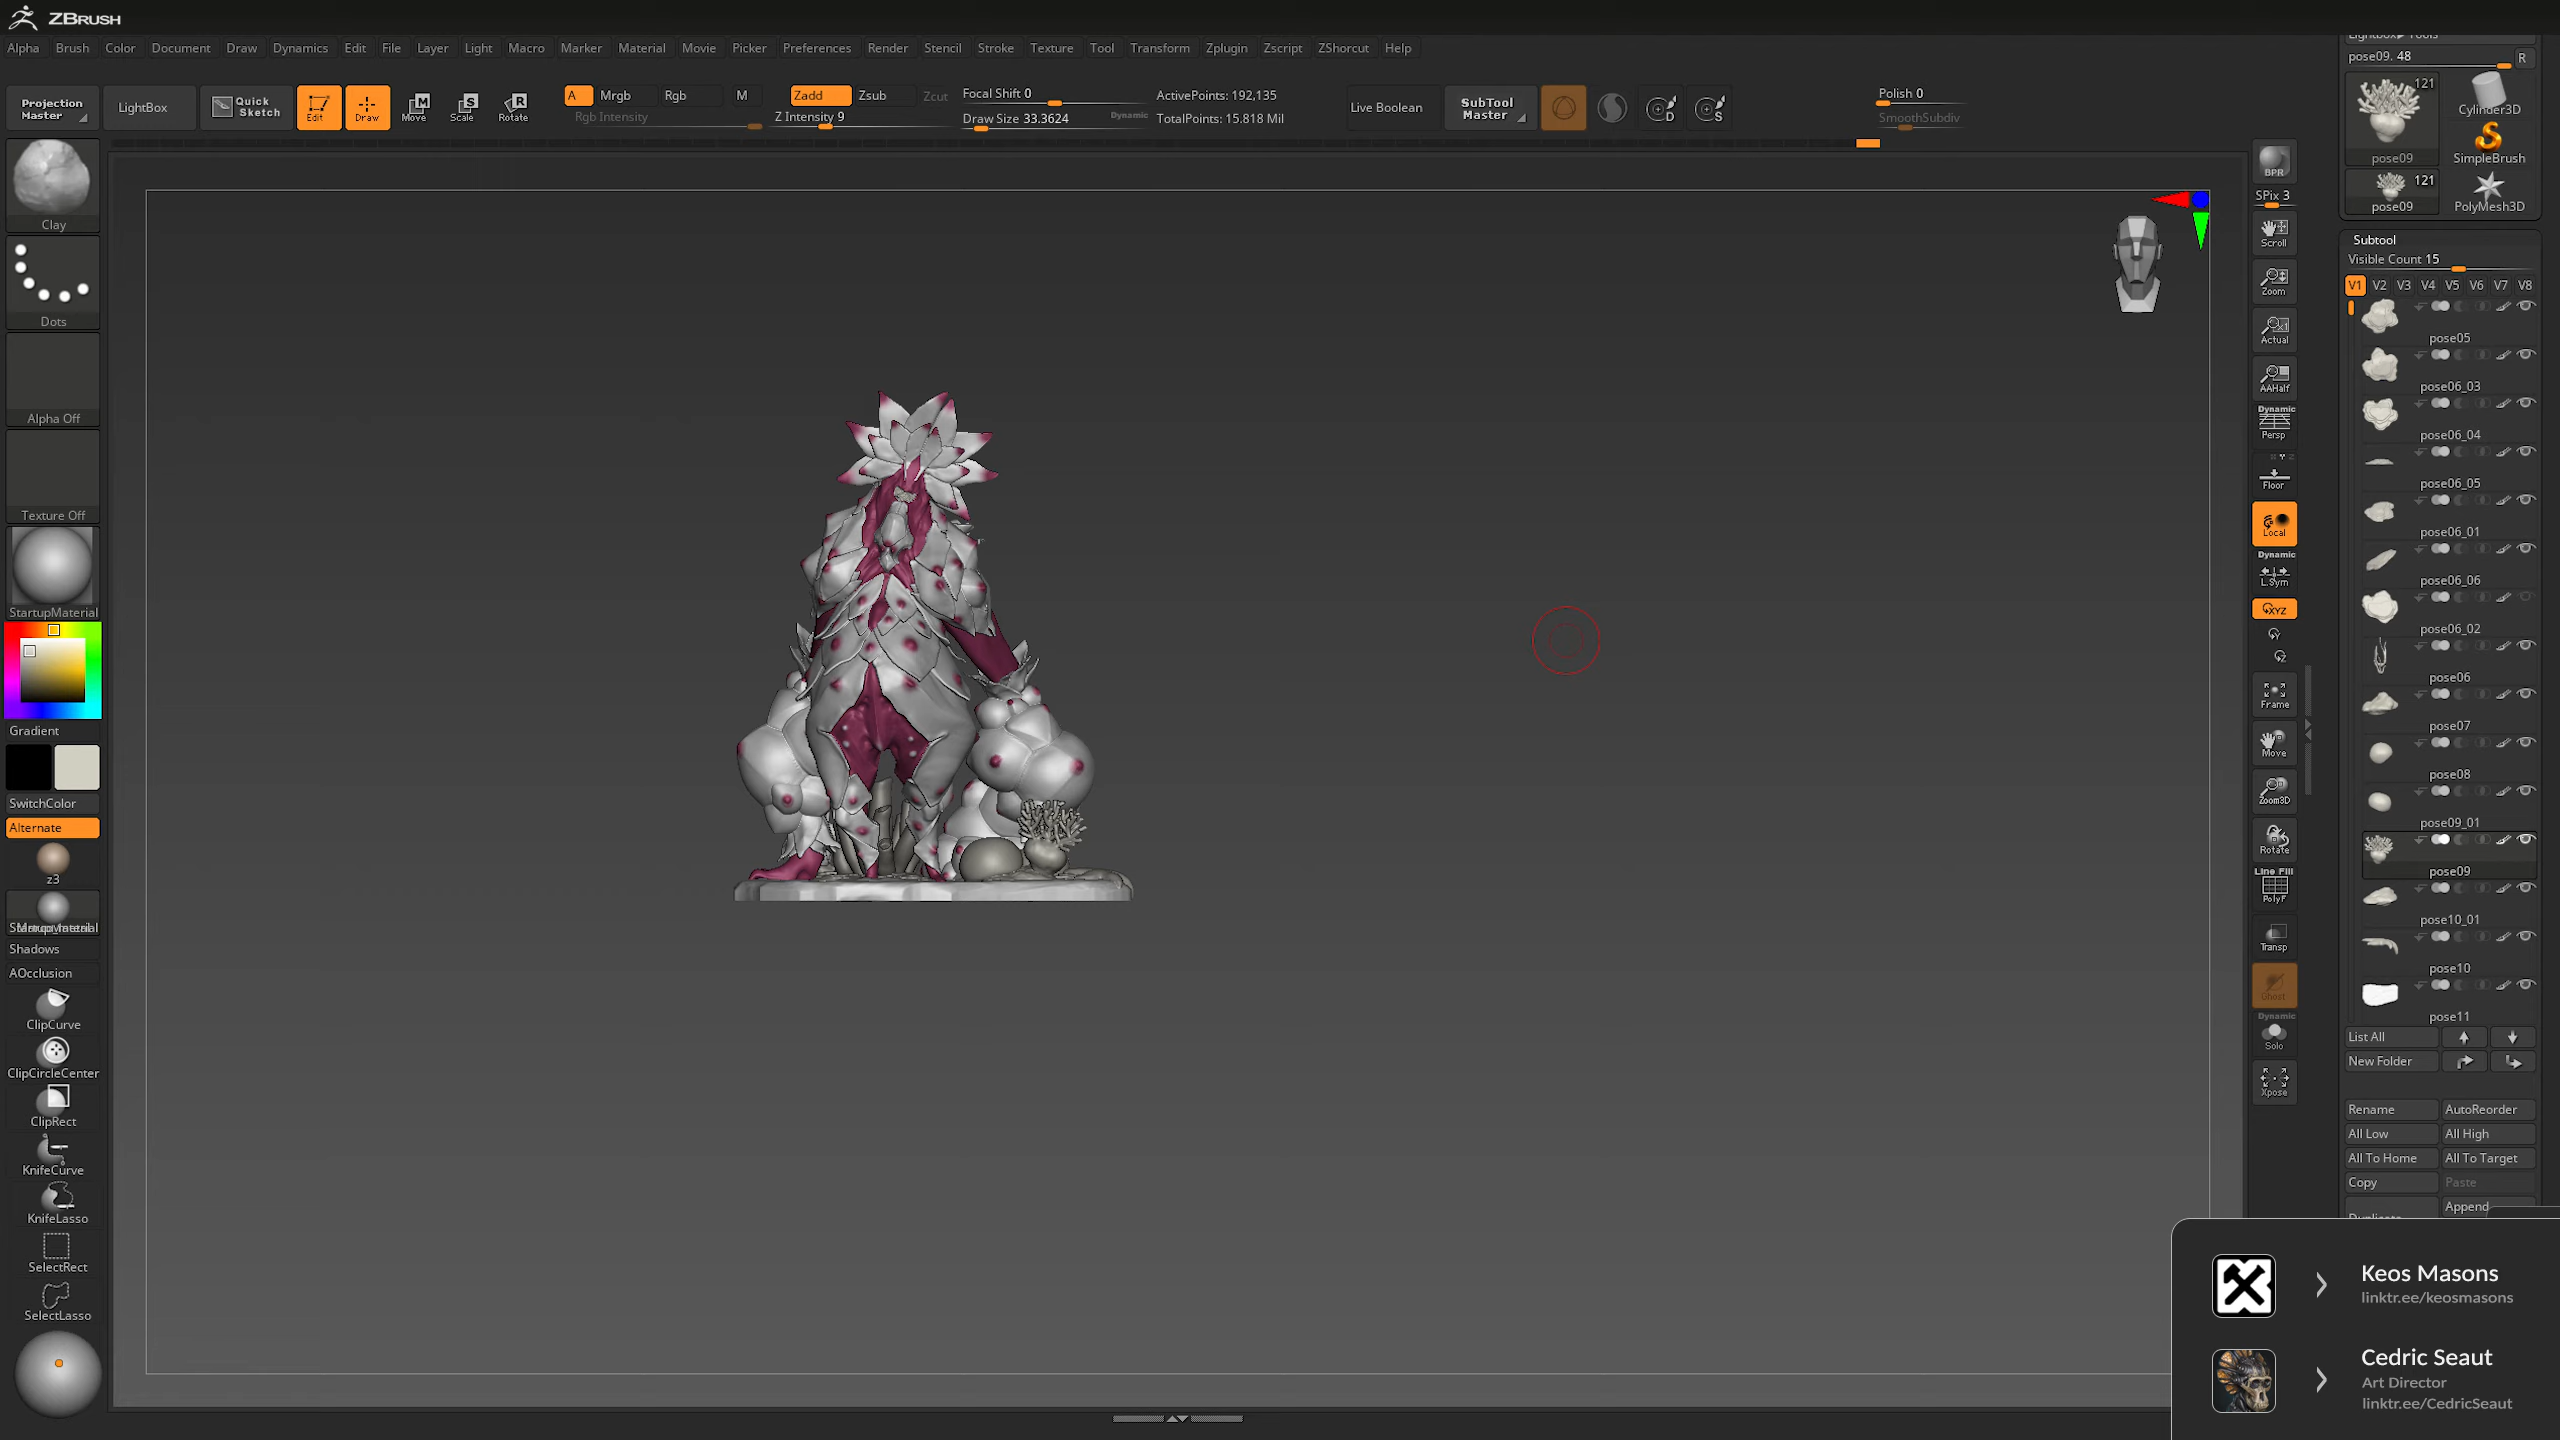 ZBRUSH
Alpha Brush Color Document Draw Dynamics Edit File Layer Light Macro Marker Material Movie Picker Preferences Render Stencil Stroke Texture Tool Transform Zplugin Zscript ZShorcut Help
Projection Master
LightBox
Quick Sketch
Edit
Draw
Move
Scale
Rotate
A Mrgb Rgb M
Rgb Intensity
Zadd Zsub Zcut
Z Intensity 9
Focal Shift 0
Draw Size 33.3624 Dynamic
ActivePoints: 192,135
TotalPoints: 15.818 Mil
Live Boolean
SubTool Master
D
S
Polish 0
SmoothSubdiv
Clay
Dots
Alpha Off
Texture Off
StartupMaterial
Gradient
SwitchColor
Alternate
z3
Shadows
AOcclusion
ClipCurve
ClipCircleCenter
ClipRect
KnifeCurve
KnifeLasso
SelectRect
SelectLasso
BPR
SPix 3
Scroll
Zoom
Actual
AAHalf
Dynamic
Persp
Floor
Local
Dynamic
L.Sym
XYZ
Y
Z
Frame
Move
Zoom3D
Rotate
Line Fill
PolyF
Transp
Ghost
Dynamic
Solo
Xpose
Lightbox▶ Tools
pose09. 48 R
121
pose09
Cylinder3D
SimpleBrush
121
pose09
PolyMesh3D
Subtool
Visible Count 15
V1 V2 V3 V4 V5 V6 V7 V8
pose05
pose06_03
pose06_04
pose06_05
pose06_01
pose06_06
pose06_02
pose06
pose07
pose08
pose09_01
pose09
pose10_01
pose10
pose11
List All
New Folder
Rename AutoReorder
All Low All High
All To Home All To Target
Copy Paste
Append
Keos Masons
linktr.ee/keosmasons
Cedric Seaut
Art Director
linktr.ee/CedricSeaut